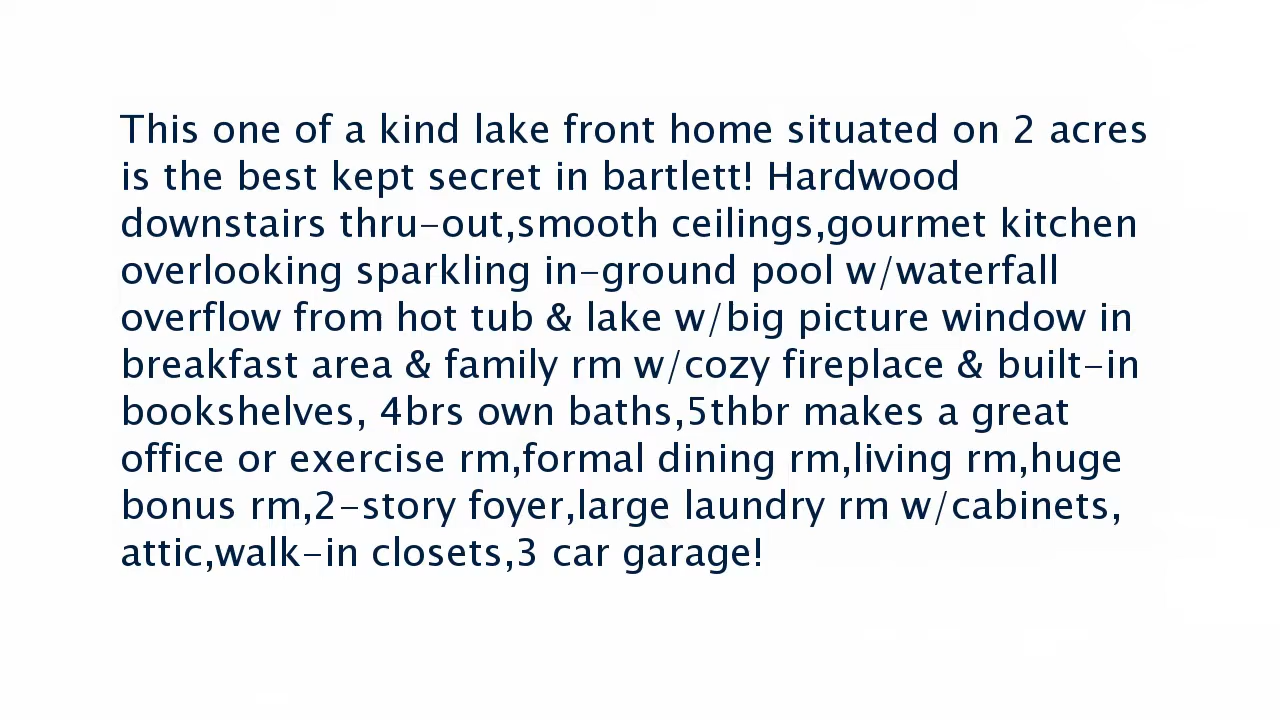 This one of a kind lake front home situated on 2 acres
is the best kept secret in bartlett! Hardwood
downstairs thru-out,smooth ceilings,gourmet kitchen
overlooking sparkling in-ground pool w/waterfall
overflow from hot tub & lake w/big picture window in
breakfast area & family rm w/cozy fireplace & built-in
bookshelves, 4brs own baths,5thbr makes a great
office or exercise rm,formal dining rm,living rm,huge
bonus rm,2-story foyer,large laundry rm w/cabinets,
attic,walk-in closets,3 car garage!